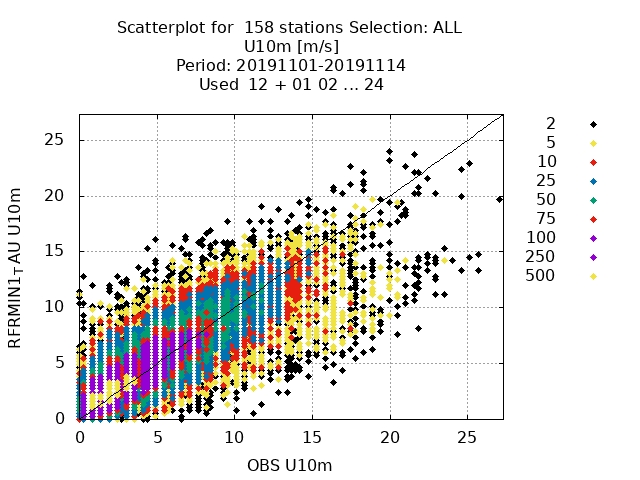 Scatterplot for 158 stations Selection: ALL
U10m [m/s]
Period: 20191101-20191114
Used 12 + 01 02 ... 24
RFRMIN1_T AU U10m
25
20
15
10
5
0
0 5 10 15 20 25
OBS U10m
2
5
10
25
50
75
100
250
500